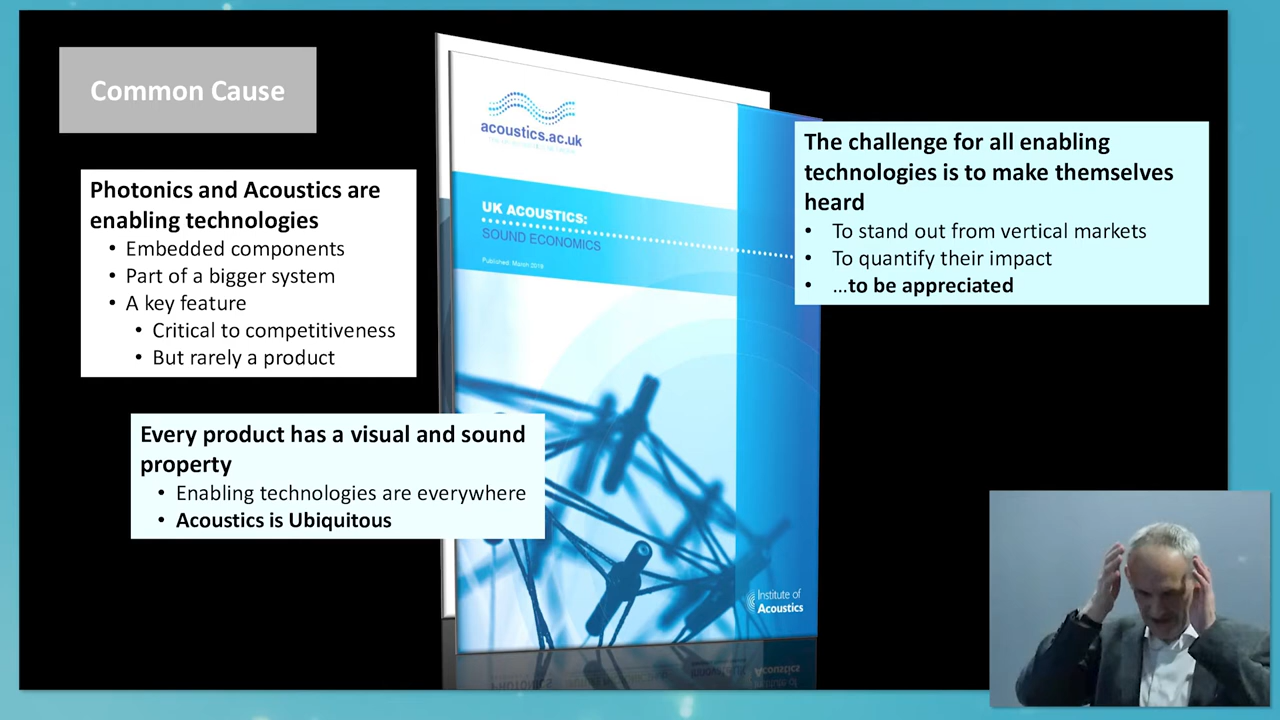 Common Cause
Photonics and Acoustics are
enabling technologies
• Embedded components
• Part of a bigger system
• A key feature
• Critical to competitiveness
• But rarely a product
Every product has a visual and sound
property
• Enabling technologies are everywhere
• Acoustics is Ubiquitous
acoustics.ac.uk
UK ACOUSTICS:
SOUND ECONOMICS
Published: March 2019
Institute of
Acoustics
The challenge for all enabling
technologies is to make themselves
heard
• To stand out from vertical markets
• To quantify their impact
• …to be appreciated